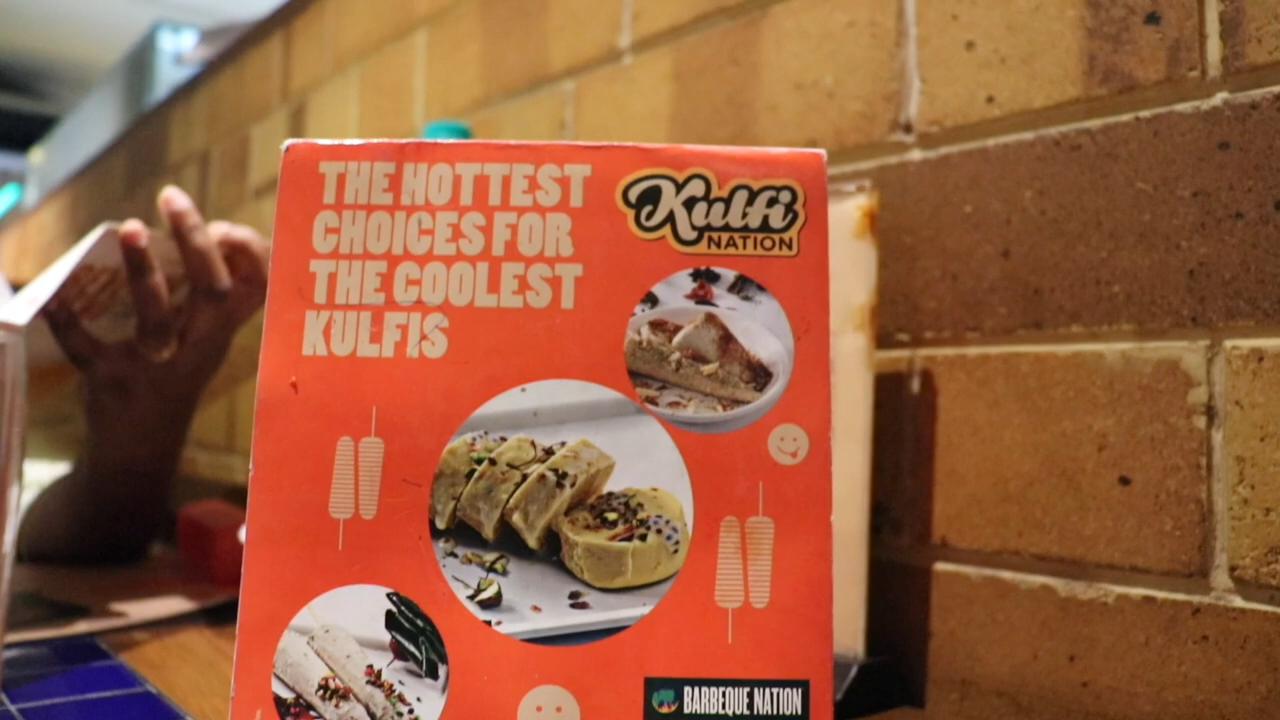 THE HOTTEST
CHOICES FOR
THE COOLEST
KULFIS
Kulfi
NATION
BARBEQUE NATION